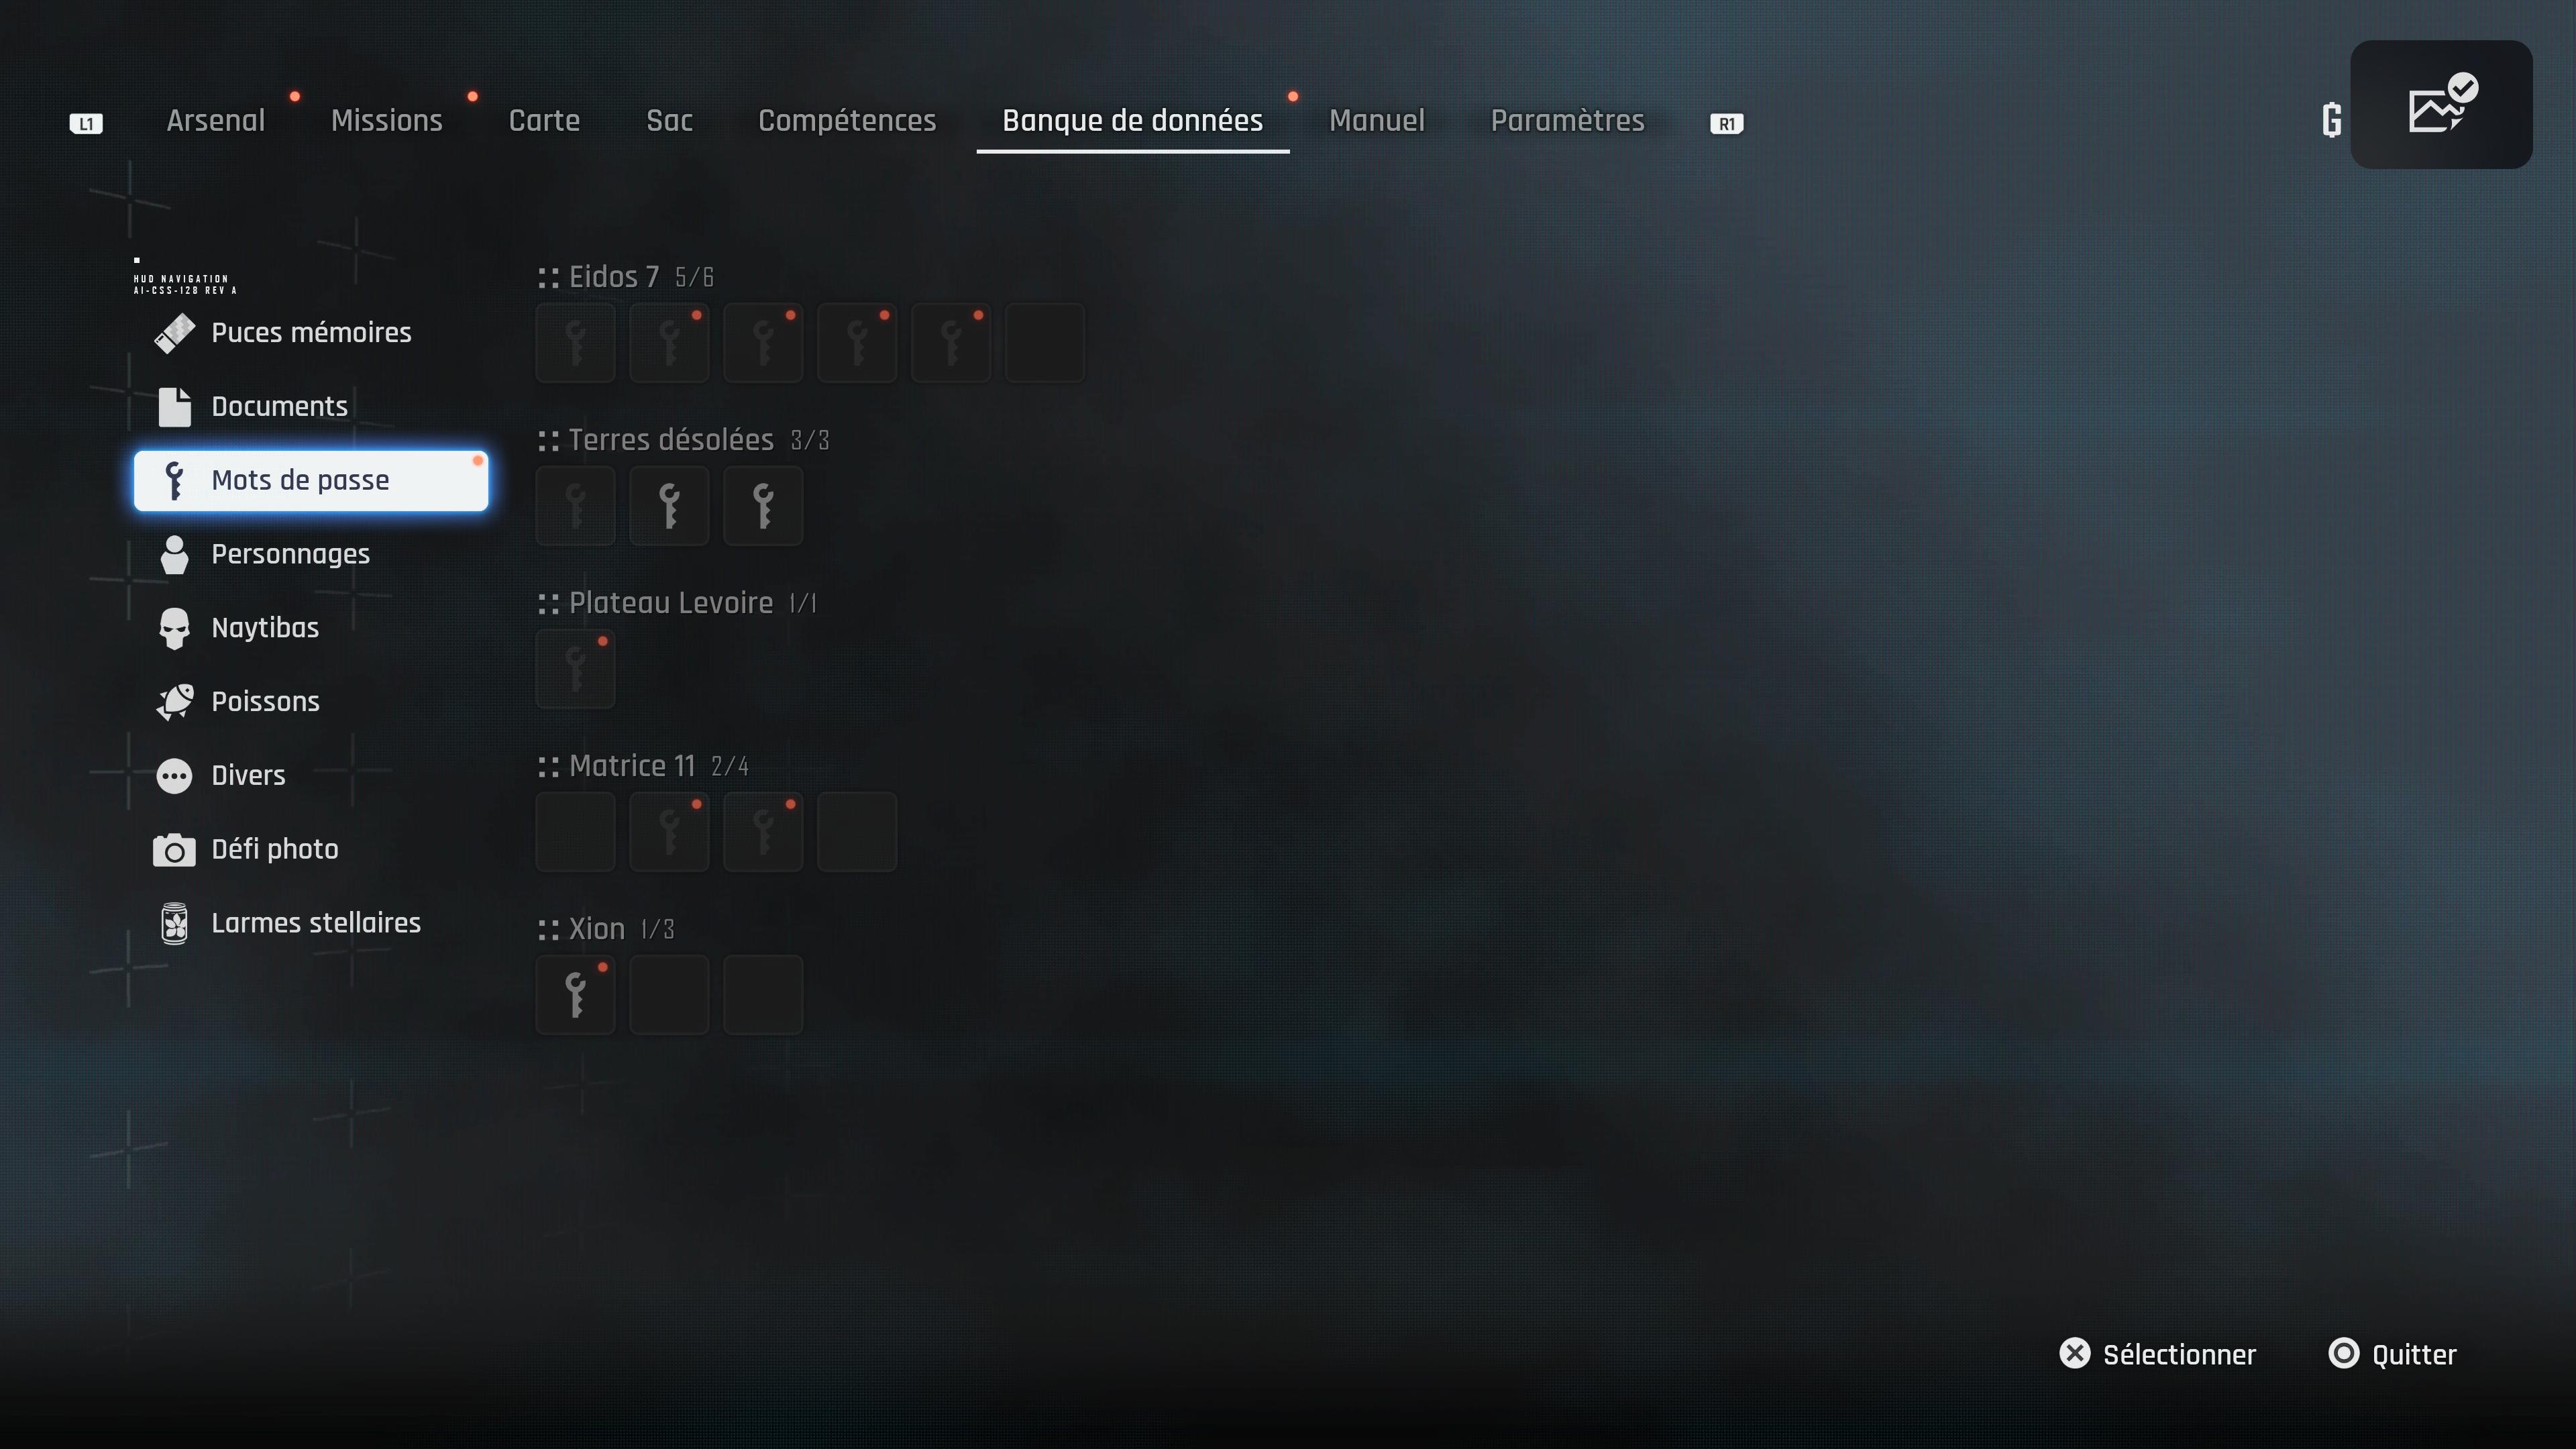 L1 Arsenal Missions Carte Sac Compétences Banque de données Manuel Paramètres R1
HUD NAVIGATION
AI-CSS-128 REV A
Puces mémoires
Documents
Mots de passe
Personnages
Naytibas
Poissons
Divers
Défi photo
Larmes stellaires
Eidos 7 5/6
Terres désolées 3/3
Plateau Levoire 1/1
Matrice 11 2/4
Xion 1/3
Sélectionner Quitter